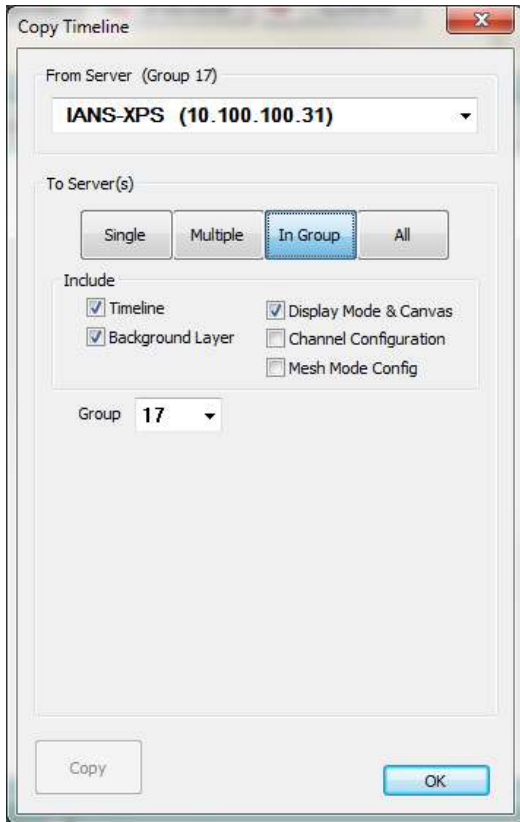 Copy Timeline
From Server (Group 17)
IANS-XPS (10.100.100.31)
To Server(s)
Single Multiple In Group All
Include
Timeline Display Mode & Canvas
Background Layer Channel Configuration
Mesh Mode Config
Group 17
Copy OK